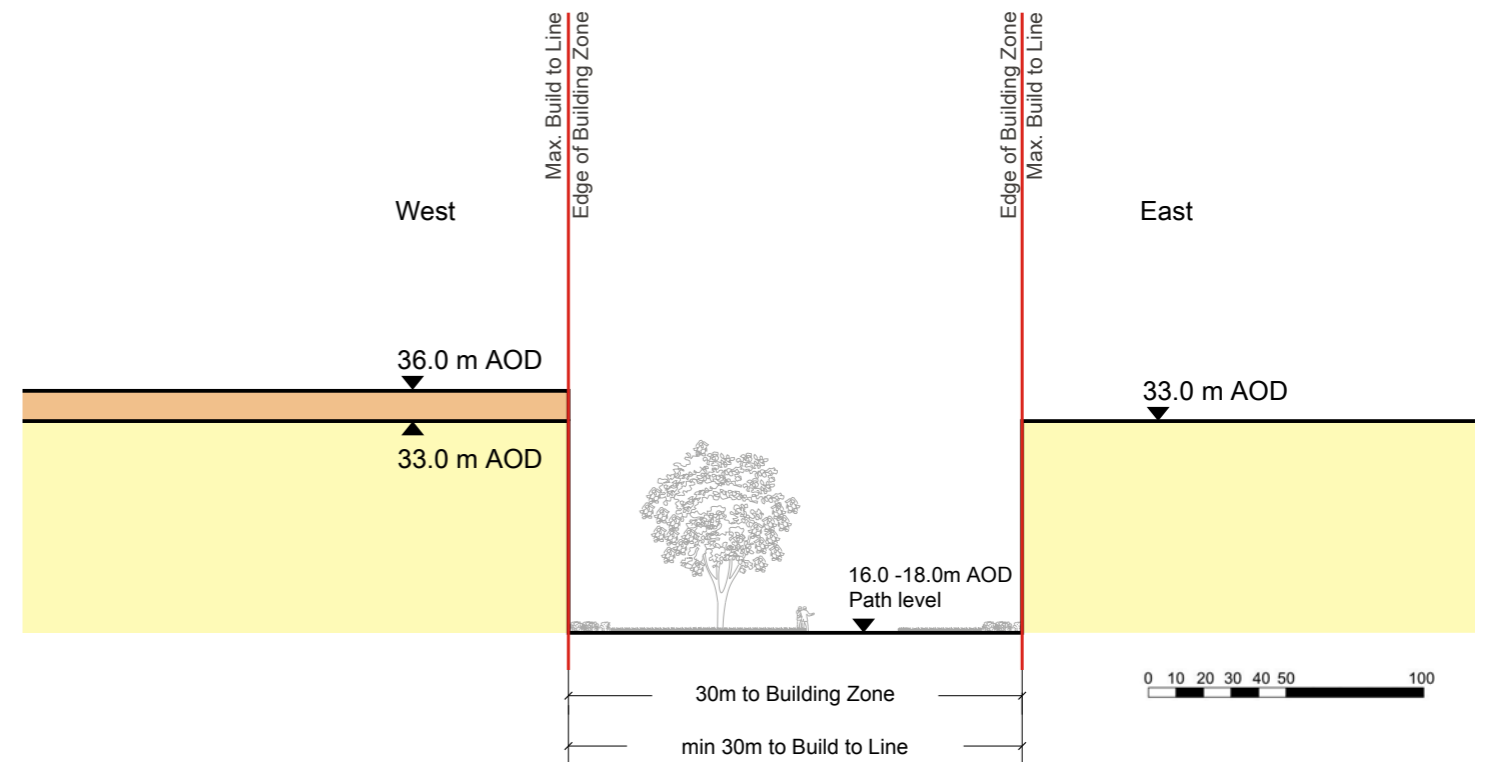 Max. Build to Line
Edge of Building Zone
Edge of Building Zone
Max. Build to Line
West
East
36.0 m AOD
33.0 m AOD
33.0 m AOD
16.0 -18.0m AOD
Path level
0 10 20 30 40 50 100
30m to Building Zone
min 30m to Build to Line